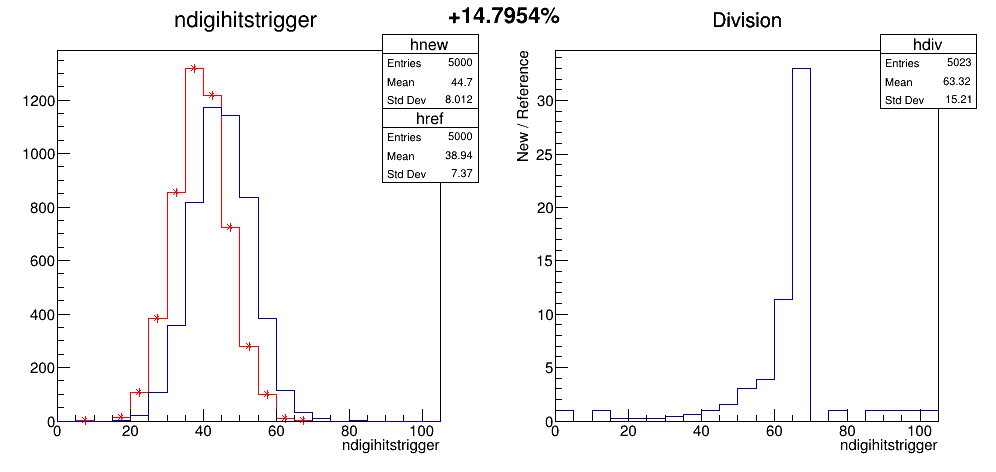 ndigihitstrigger
+14.7954%
Division
hnew
Entries 5000
Mean 44.7
Std Dev 8.012
href
Entries 5000
Mean 38.94
Std Dev 7.37
1200
1000
800
600
400
200
0
0 20 40 60 80 100
ndigihitstrigger
hdiv
Entries 5023
Mean 63.32
Std Dev 15.21
New / Reference
30
25
20
15
10
5
0
0 20 40 60 80 100
ndigihitstrigger